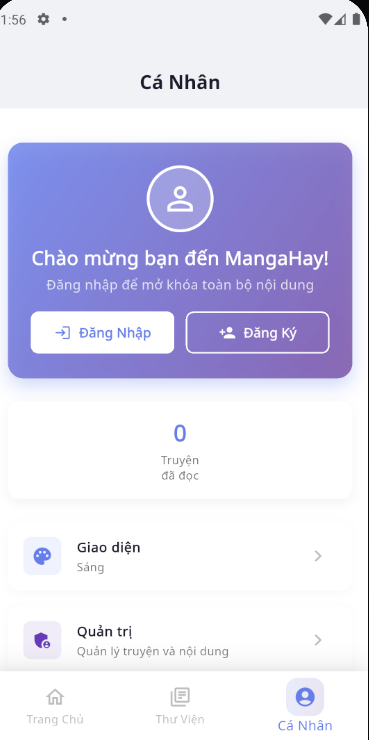 1:56
Cá Nhân
Chào mừng bạn đến MangaHay!
Đăng nhập để mở khóa toàn bộ nội dung
Đăng Nhập
Đăng Ký
0
Truyện
đã đọc
Giao diện
Sáng
Quản trị
Quản lý truyện và nội dung
Trang Chủ
Thư Viện
Cá Nhân